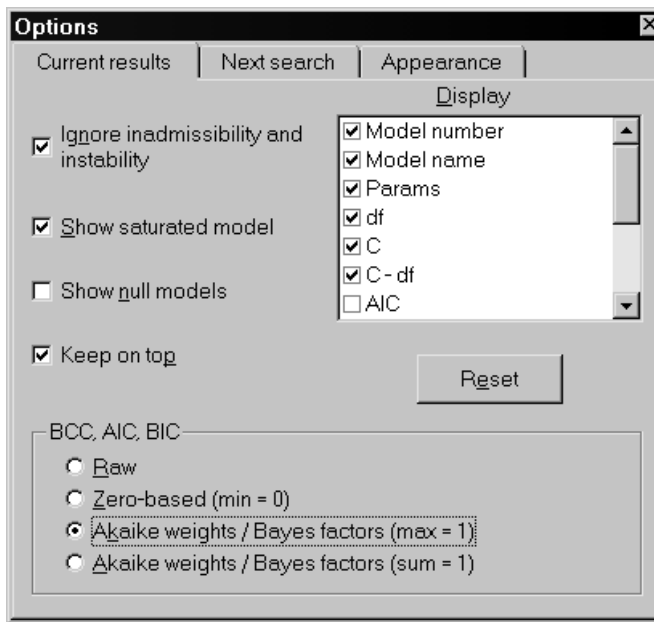 Options
Current results
Next search
Appearance
Display
Ignore inadmissibility and
instability
Show saturated model
Show null models
Keep on top
Model number
Model name
Params
df
C
C - df
AIC
Reset
BCC, AIC, BIC
Raw
Zero-based (min = 0)
Akaike weights / Bayes factors (max = 1)
Akaike weights / Bayes factors (sum = 1)